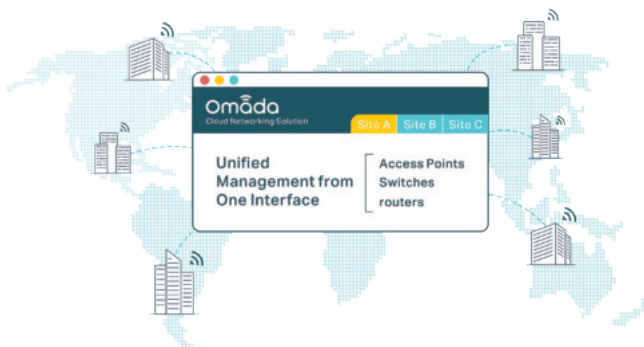 Omada
Cloud Networking Solution
Site A Site B Site C
Unified
Management from
One Interface
Access Points
Switches
routers